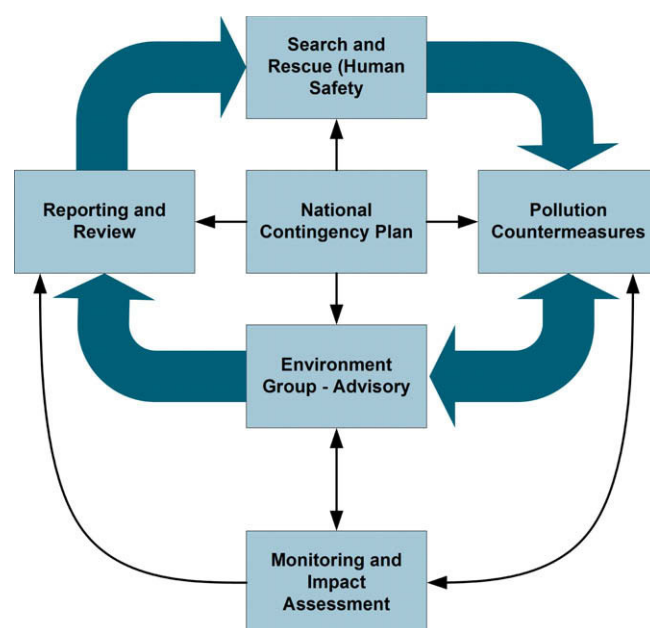 Search and
Rescue (Human
Safety
Reporting and
Review
National
Contingency Plan
Pollution
Countermeasures
Environment
Group - Advisory
Monitoring and
Impact
Assessment